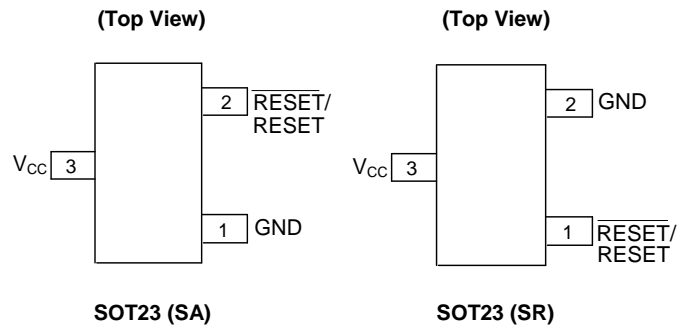 (Top View)
2 RESET/
RESET
VCC 3
1 GND
SOT23 (SA)
(Top View)
2 GND
VCC 3
1 RESET/
RESET
SOT23 (SR)